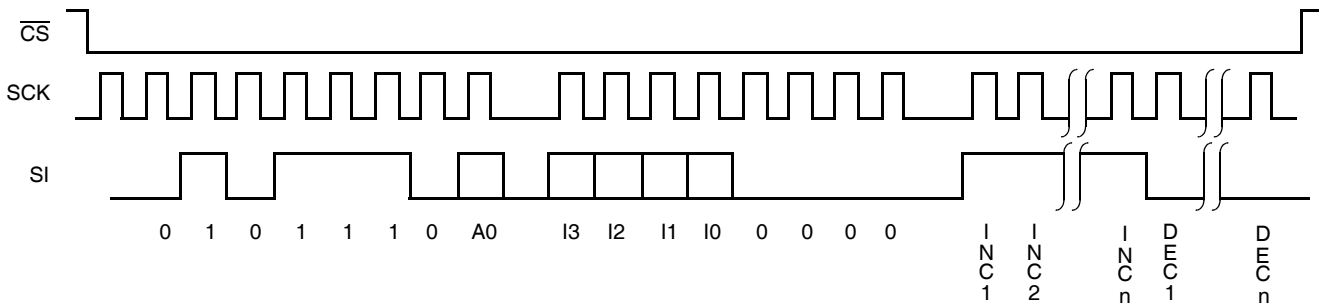 CS
SCK
SI
0 1 0 1 1 1 0 A0 I3 I2 I1 I0 0 0 0 0
INC1 INC2 INCn DEC1 DECn